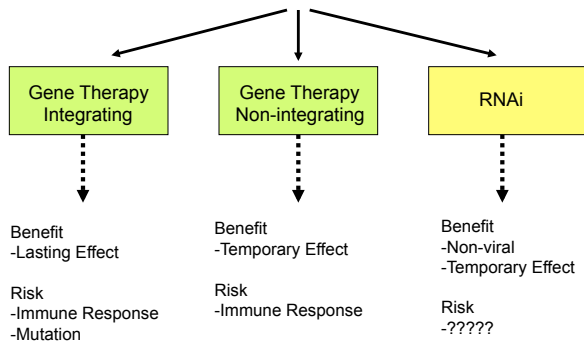 Gene Therapy
Integrating
Gene Therapy
Non-integrating
RNAi
Benefit
-Lasting Effect
Risk
-Immune Response
-Mutation
Benefit
-Temporary Effect
Risk
-Immune Response
Benefit
-Non-viral
-Temporary Effect
Risk
-?????